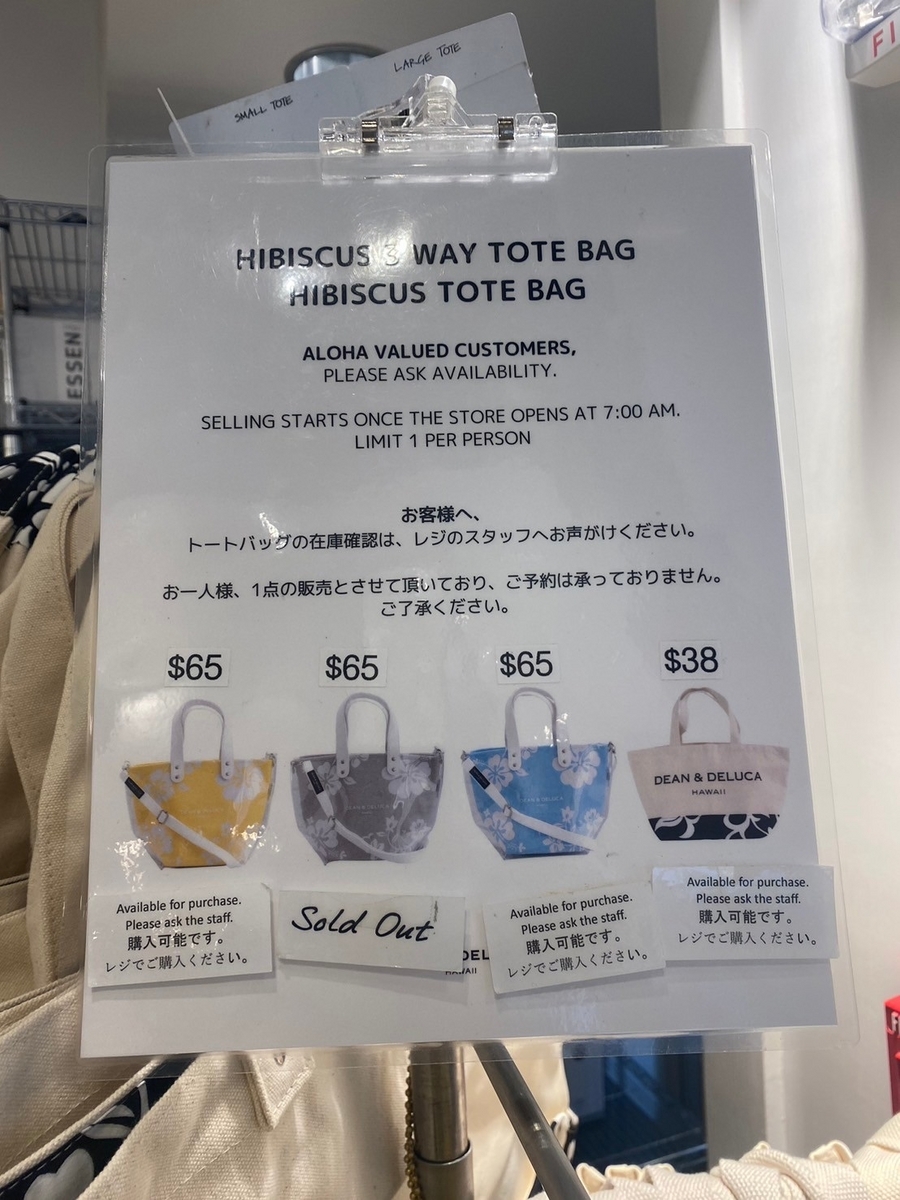 LARGE TOTE
SMALL TOTE
FI
ESSEN
HIBISCUS 3 WAY TOTE BAG
HIBISCUS TOTE BAG
ALOHA VALUED CUSTOMERS,
PLEASE ASK AVAILABILITY.
SELLING STARTS ONCE THE STORE OPENS AT 7:00 AM.
LIMIT 1 PER PERSON
お客様へ、
トートバッグの在庫確認は、レジのスタッフへお声がけください。
お一人様、1点の販売とさせて頂いており、ご予約は承っておりません。
ご了承ください。
$65
$65
$65
$38
DEAN & DELUCA
DEAN & DELUCA
DEAN & DELUCA
HAWAII
Available for purchase.
Please ask the staff.
購入可能です。
レジでご購入ください。
Sold Out
Available for purchase.
Please ask the staff.
購入可能です。
レジでご購入ください。
Available for purchase.
Please ask the staff.
購入可能です。
レジでご購入ください。
DEL
HAWAII